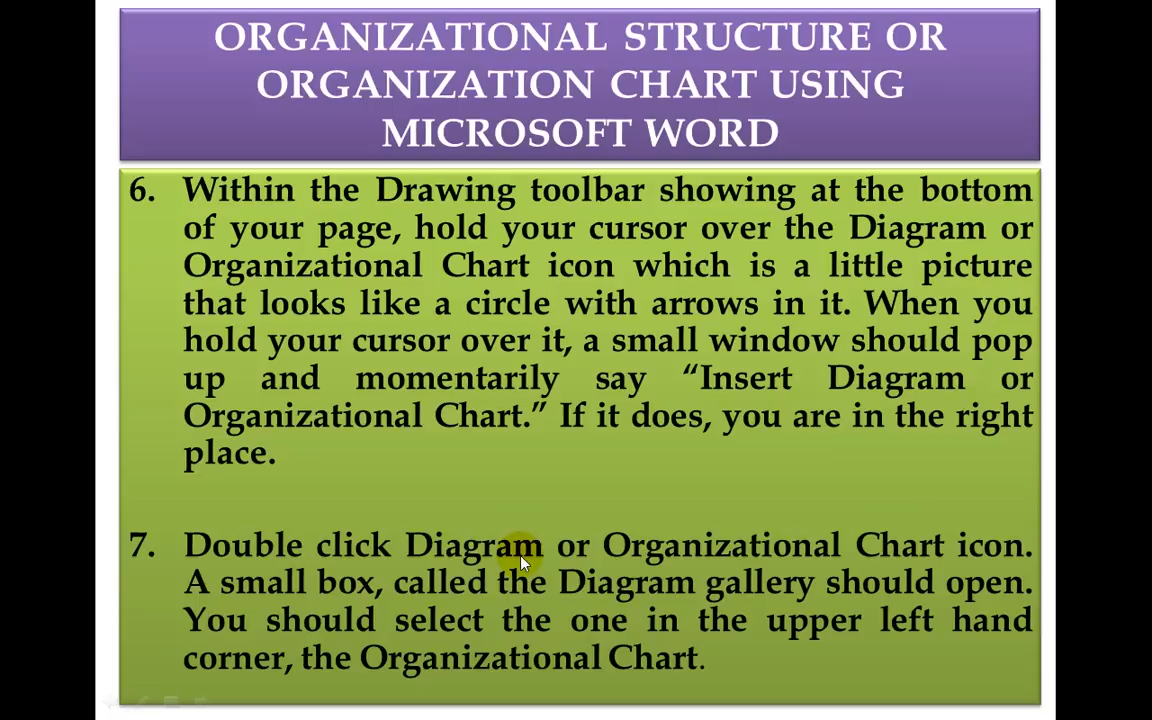 ORGANIZATIONAL STRUCTURE OR
ORGANIZATION CHART USING
MICROSOFT WORD
6. Within the Drawing toolbar showing at the bottom
of your page, hold your cursor over the Diagram or
Organizational Chart icon which is a little picture
that looks like a circle with arrows in it. When you
hold your cursor over it, a small window should pop
up and momentarily say “Insert Diagram or
Organizational Chart.” If it does, you are in the right
place.
7. Double click Diagram or Organizational Chart icon.
A small box, called the Diagram gallery should open.
You should select the one in the upper left hand
corner, the Organizational Chart.